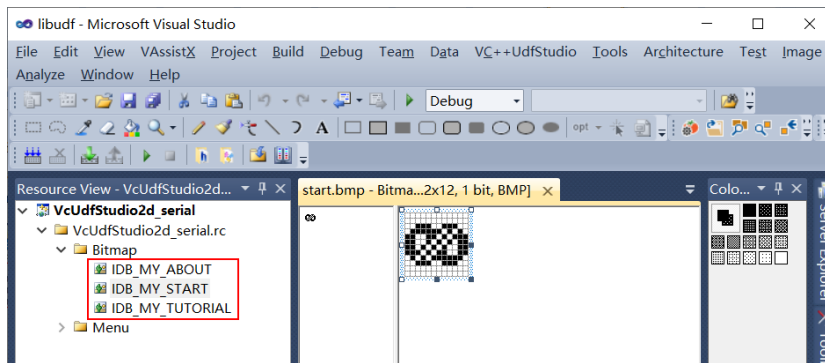 libudf - Microsoft Visual Studio
File Edit View VAssistX Project Build Debug Team Data VC++UdfStudio Tools Architecture Test Image
Analyze Window Help
Debug
A opt
h
Resource View - VcUdfStudio2d...
start.bmp - Bitma...2x12, 1 bit, BMP]
Colo...
VcUdfStudio2d_serial
VcUdfStudio2d_serial.rc
Bitmap
IDB_MY_ABOUT
IDB_MY_START
IDB_MY_TUTORIAL
Menu
Server Explorer